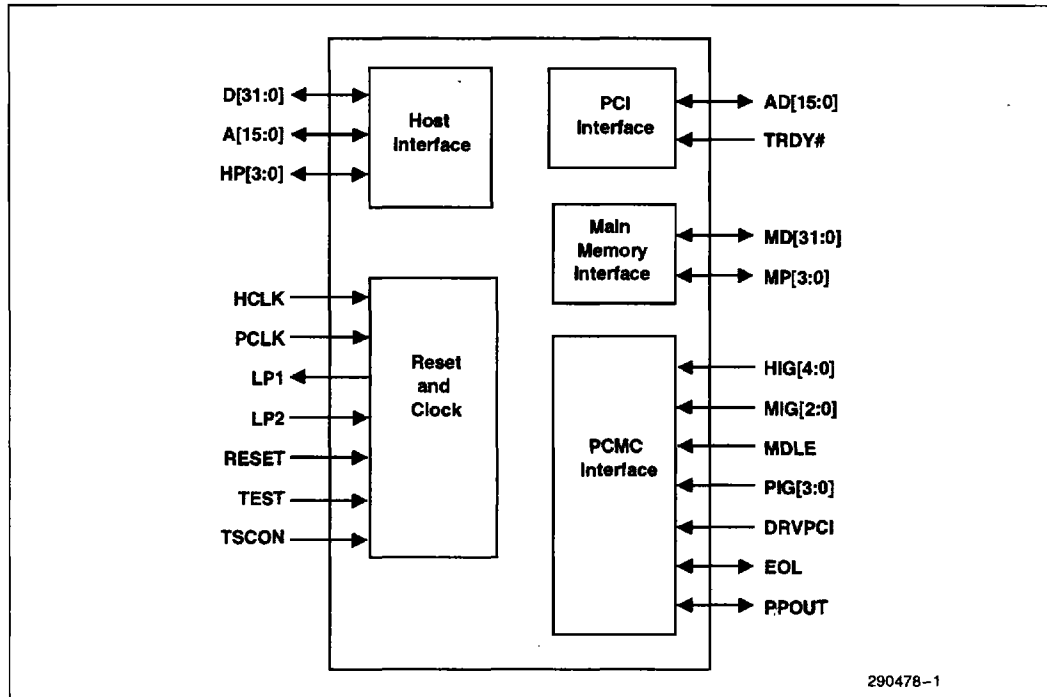 D[31:0]
A[15:0]
HP[3:0]
Host
Interface
PCI
Interface
AD[15:0]
TRDY#
Main
Memory
Interface
MD[31:0]
MP[3:0]
HCLK
PCLK
LP1
LP2
RESET
TEST
TSCON
Reset
and
Clock
PCMC
Interface
HIG[4:0]
MIG[2:0]
MDLE
PIG[3:0]
DRVPCI
EOL
PPOUT
290478-1